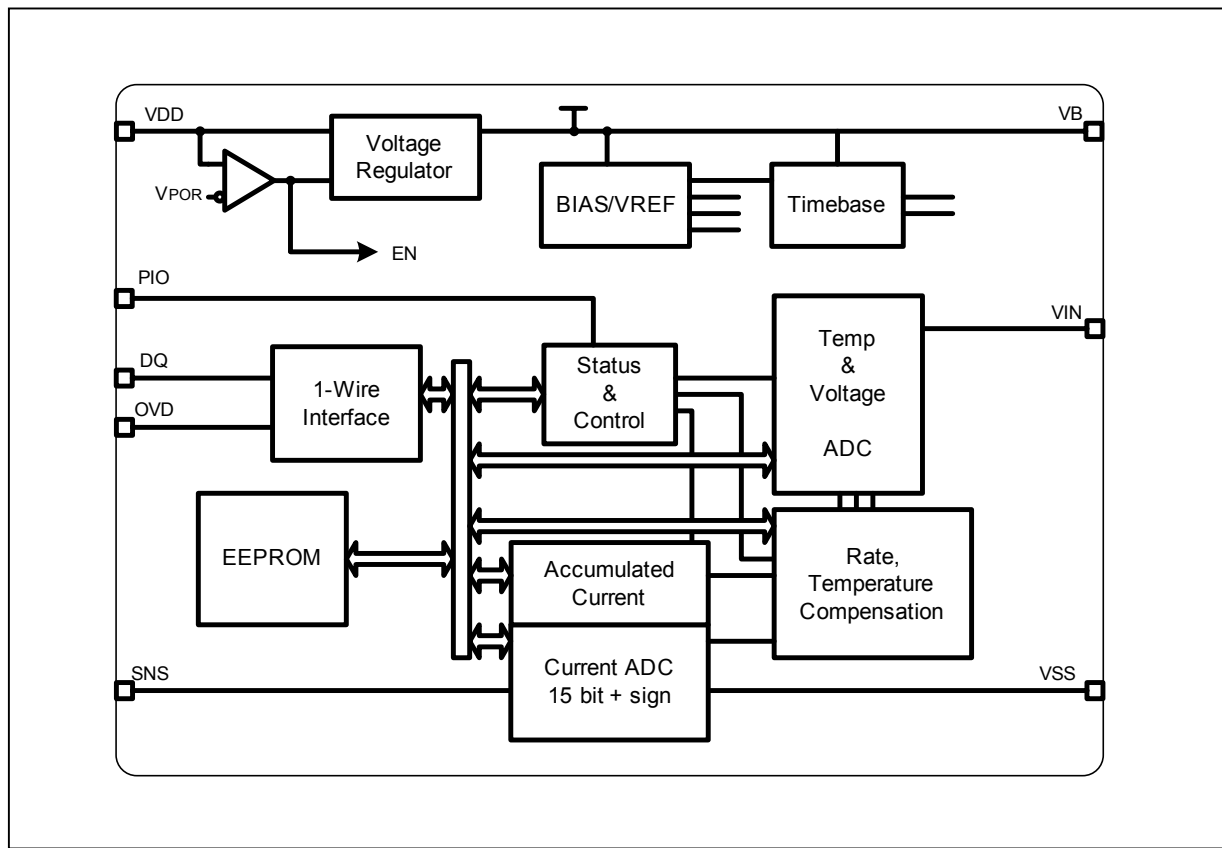 VDD
VB
Voltage
Regulator
VPOR
BIAS/VREF
Timebase
EN
PIO
VIN
Temp
&
Voltage
ADC
DQ
1-Wire
Interface
Status
&
Control
OVD
EEPROM
Accumulated
Current
Rate,
Temperature
Compensation
SNS
Current ADC
15 bit + sign
VSS